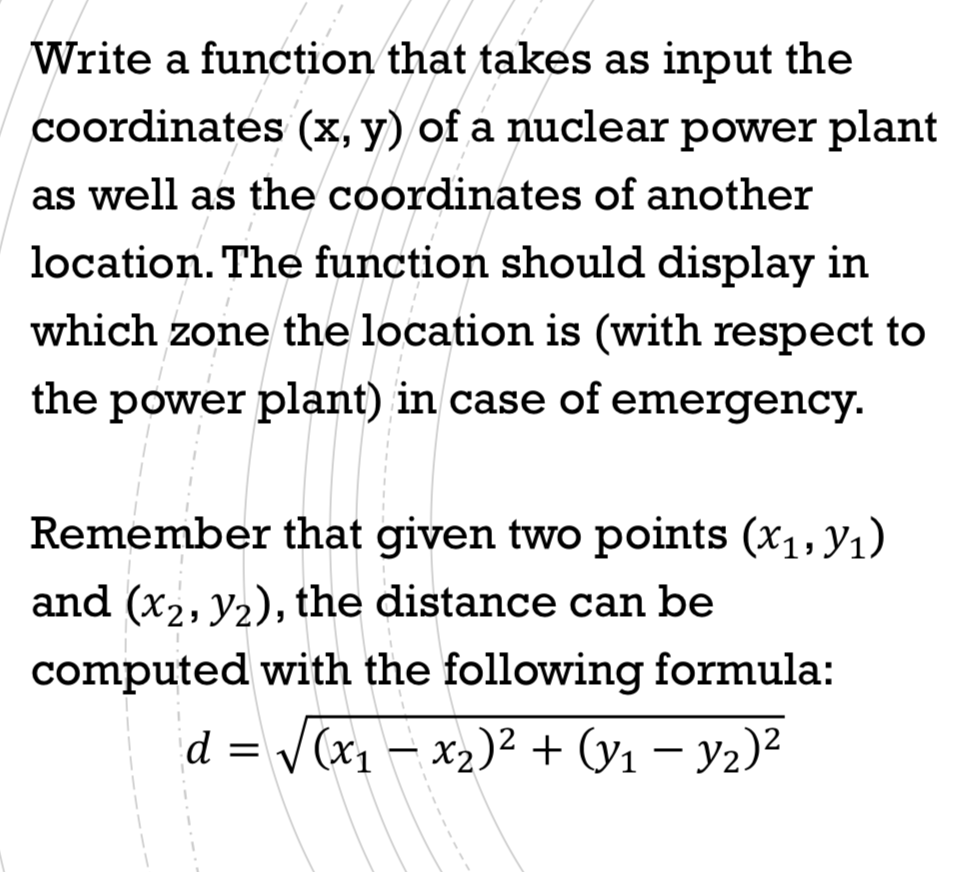 Write a function that takes as input the
coordinates (x, y) of a nuclear power plant
as well as the coordinates of another
location. The function should display in
which zone the location is (with respect to
the power plant) in case of emergency.
Remember that given two points (x₁, y₁)
and (x₂, y₂), the distance can be
computed with the following formula:
d = √(x₁ − x₂)² + (y₁ − y₂)²